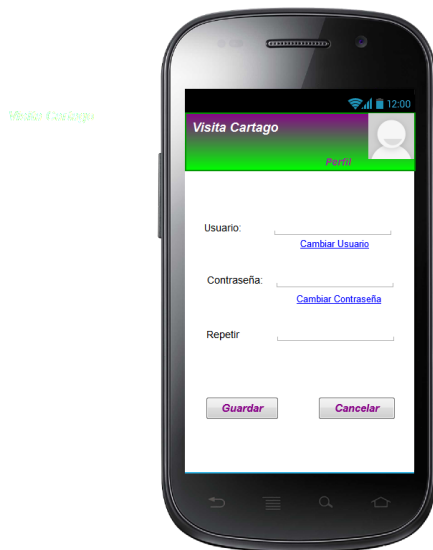 12:00
Visita Cartago
Visita Cartago
Perfil
Usuario:
Cambiar Usuario
Contraseña:
Cambiar Contraseña
Repetir
Guardar
Cancelar